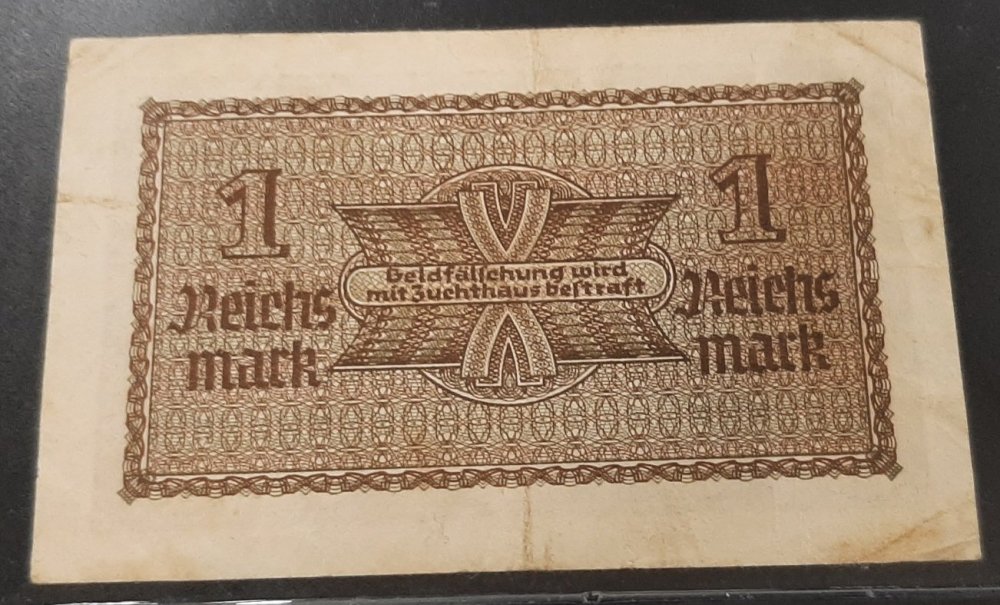 1
Reichs
mark
Geldfälschung wird
mit Zuchthaus bestraft
1
Reichs
mark